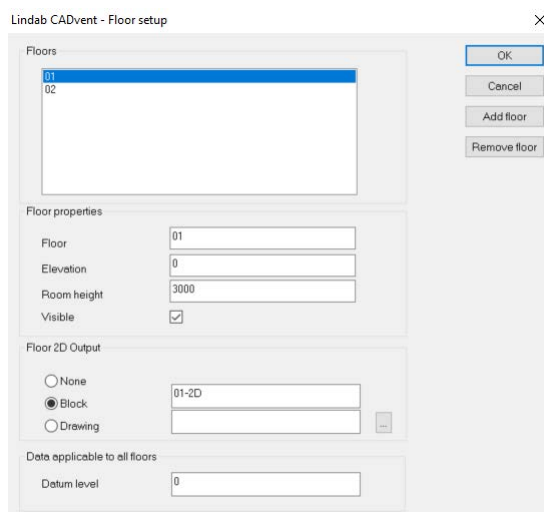 Lindab CADvent - Floor setup
Floors
01
02
OK
Cancel
Add floor
Remove floor
Floor properties
Floor 01
Elevation 0
Room height 3000
Visible
Floor 2D Output
None
Block 01-2D
Drawing ...
Data applicable to all floors
Datum level 0